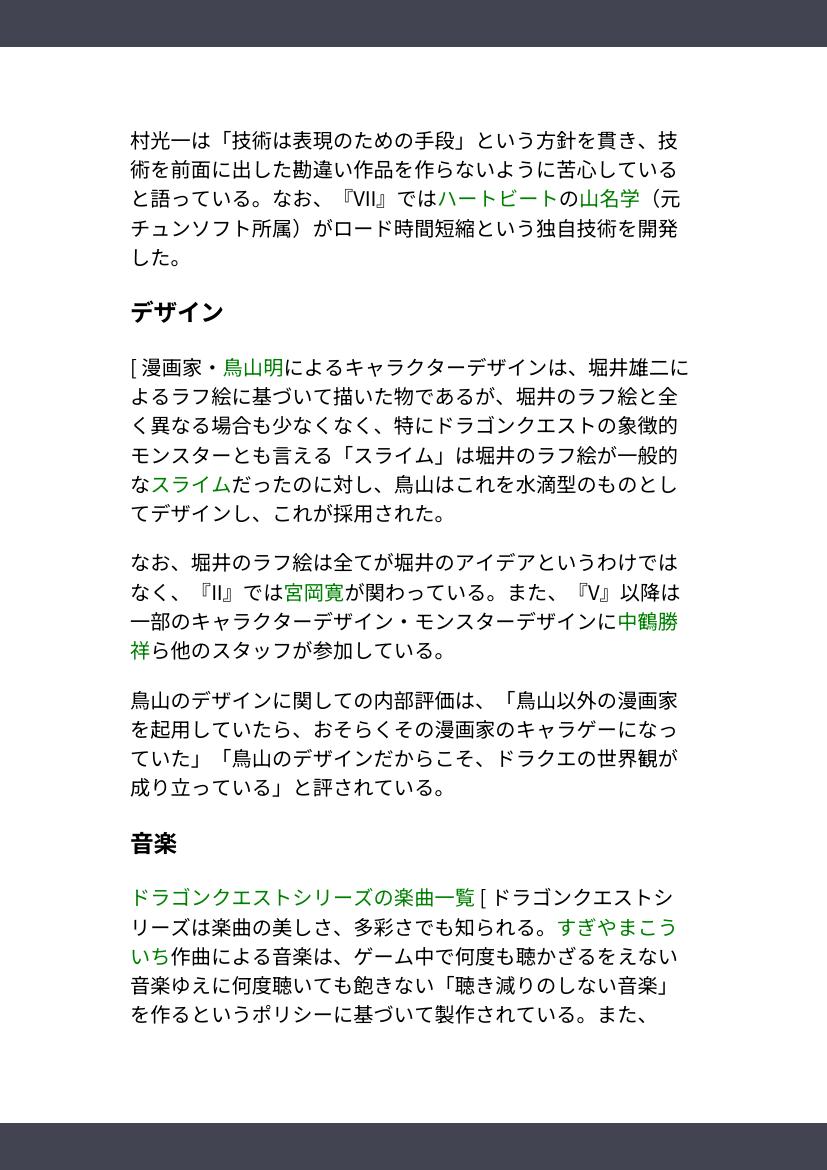 村光一は「技術は表現のための手段」という方針を貫き、技
術を前面に出した勘違い作品を作らないように苦心している
と語っている。なお、『VII』ではハートビートの山名学（元
チュンソフト所属）がロード時間短縮という独自技術を開発
した。
デザイン
[ 漫画家・鳥山明によるキャラクターデザインは、堀井雄二に
よるラフ絵に基づいて描いた物であるが、堀井のラフ絵と全
く異なる場合も少なくなく、特にドラゴンクエストの象徴的
モンスターとも言える「スライム」は堀井のラフ絵が一般的
なスライムだったのに対し、鳥山はこれを水滴型のものとし
てデザインし、これが採用された。
なお、堀井のラフ絵は全てが堀井のアイデアというわけでは
なく、『II』では宮岡寛が関わっている。また、『V』以降は
一部のキャラクターデザイン・モンスターデザインに中鶴勝
祥ら他のスタッフが参加している。
鳥山のデザインに関しての内部評価は、「鳥山以外の漫画家
を起用していたら、おそらくその漫画家のキャラゲーになっ
ていた」「鳥山のデザインだからこそ、ドラクエの世界観が
成り立っている」と評されている。
音楽
ドラゴンクエストシリーズの楽曲一覧 [ ドラゴンクエストシ
リーズは楽曲の美しさ、多彩さでも知られる。すぎやまこう
いち作曲による音楽は、ゲーム中で何度も聴かざるをえない
音楽ゆえに何度聴いても飽きない「聴き減りのしない音楽」
を作るというポリシーに基づいて製作されている。また、